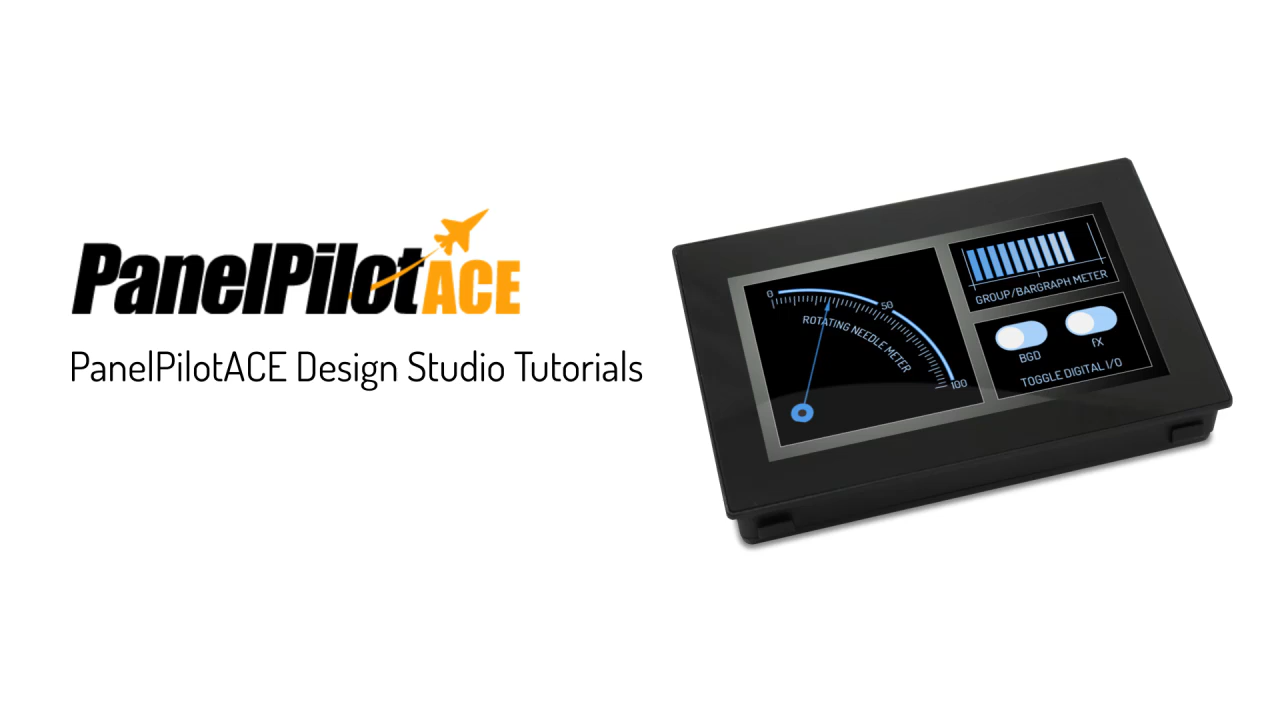 PanelPilotACE
PanelPilotACE Design Studio Tutorials
0
50
100
ROTATING NEEDLE METER
GROUP/BARGRAPH METER
BGD
fX
TOGGLE DIGITAL I/O